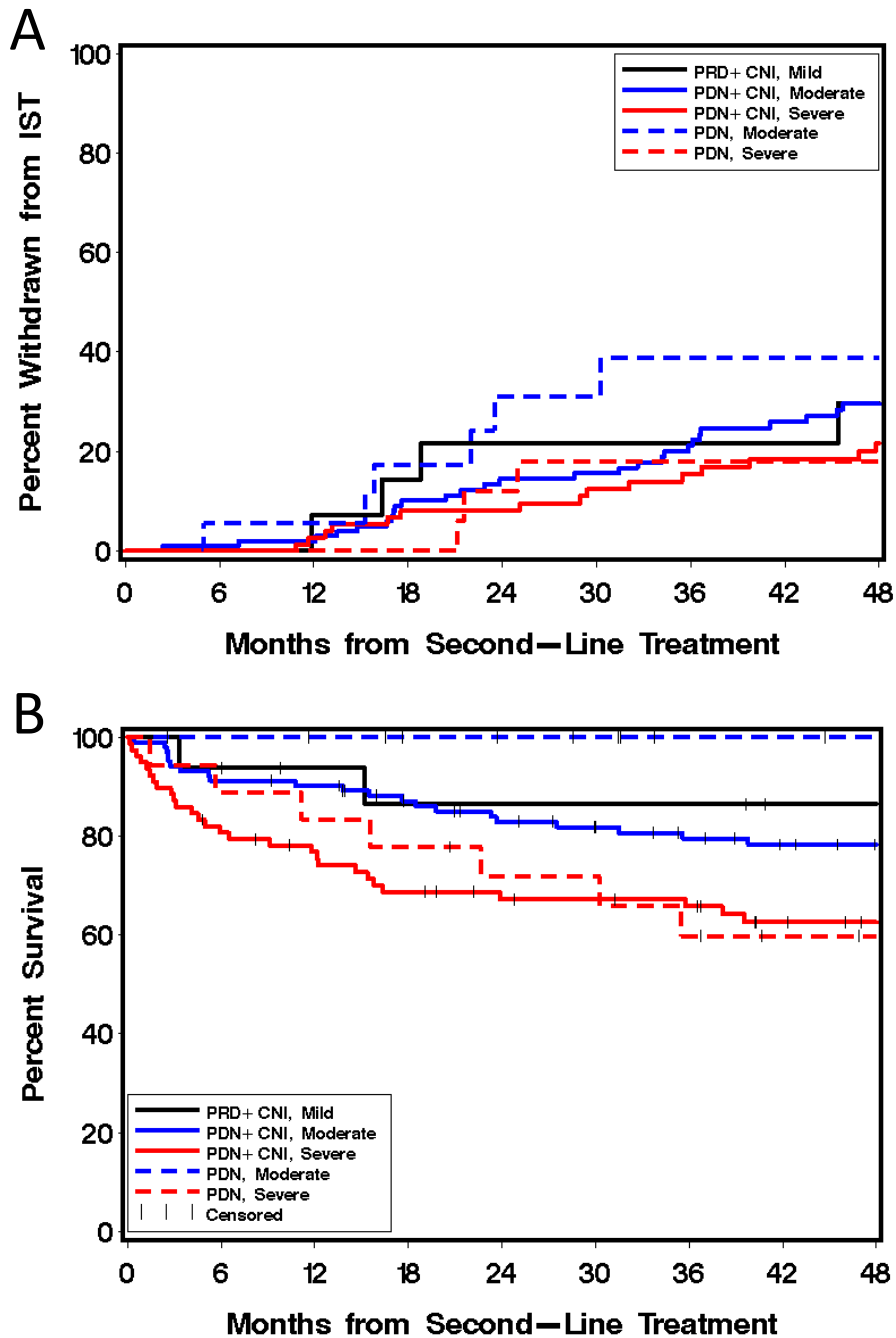 A
100
80
60
40
20
0
Percent Withdrawn from IST
PRD+ CNI, Mild
PDN+ CNI, Moderate
PDN+ CNI, Severe
PDN, Moderate
PDN, Severe
0 6 12 18 24 30 36 42 48
Months from Second—Line Treatment
B
100
80
60
40
20
0
Percent Survival
PRD+ CNI, Mild
PDN+ CNI, Moderate
PDN+ CNI, Severe
PDN, Moderate
PDN, Severe
Censored
0 6 12 18 24 30 36 42 48
Months from Second—Line Treatment